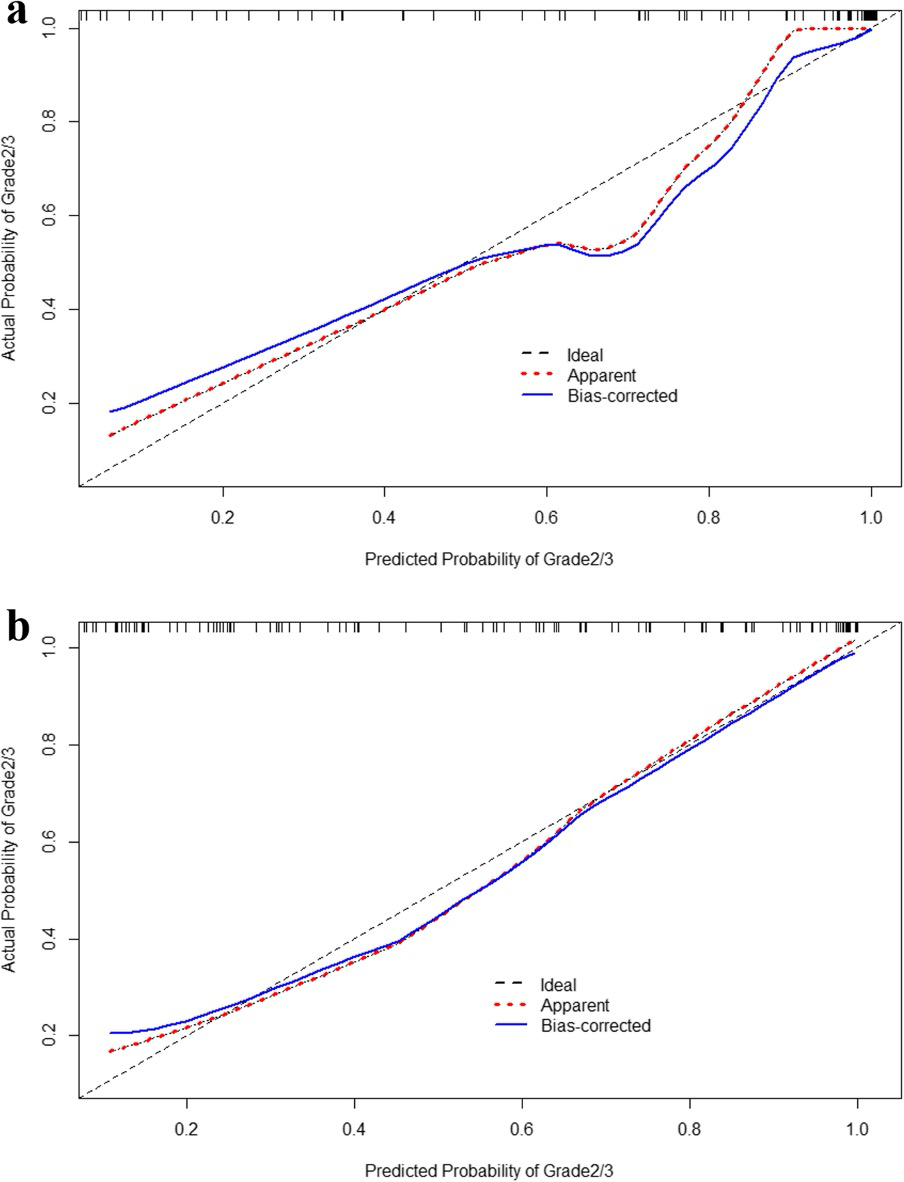 a
1.0
0.8
0.6
0.4
0.2
Actual Probability of Grade2/3
Ideal
Apparent
Bias-corrected
0.2 0.4 0.6 0.8 1.0
Predicted Probability of Grade2/3
b
1.0
0.8
0.6
0.4
0.2
Actual Probability of Grade2/3
Ideal
Apparent
Bias-corrected
0.2 0.4 0.6 0.8 1.0
Predicted Probability of Grade2/3